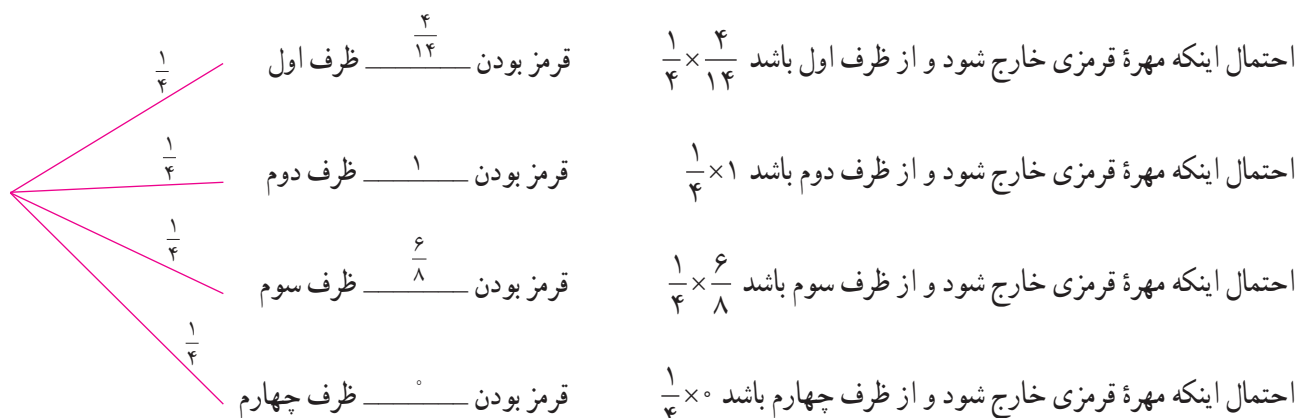 احتمال اینکه مهرهٔ قرمزی خارج شود و از ظرف اول باشد ۱/۴ × ۴/۱۴ قرمز بودن ۴/۱۴ ظرف اول ۱/۴
احتمال اینکه مهرهٔ قرمزی خارج شود و از ظرف دوم باشد ۱/۴ × ۱ قرمز بودن ۱ ظرف دوم ۱/۴
احتمال اینکه مهرهٔ قرمزی خارج شود و از ظرف سوم باشد ۱/۴ × ۶/۸ قرمز بودن ۶/۸ ظرف سوم ۱/۴
احتمال اینکه مهرهٔ قرمزی خارج شود و از ظرف چهارم باشد ۱/۴ × ۰ قرمز بودن ۰ ظرف چهارم ۱/۴